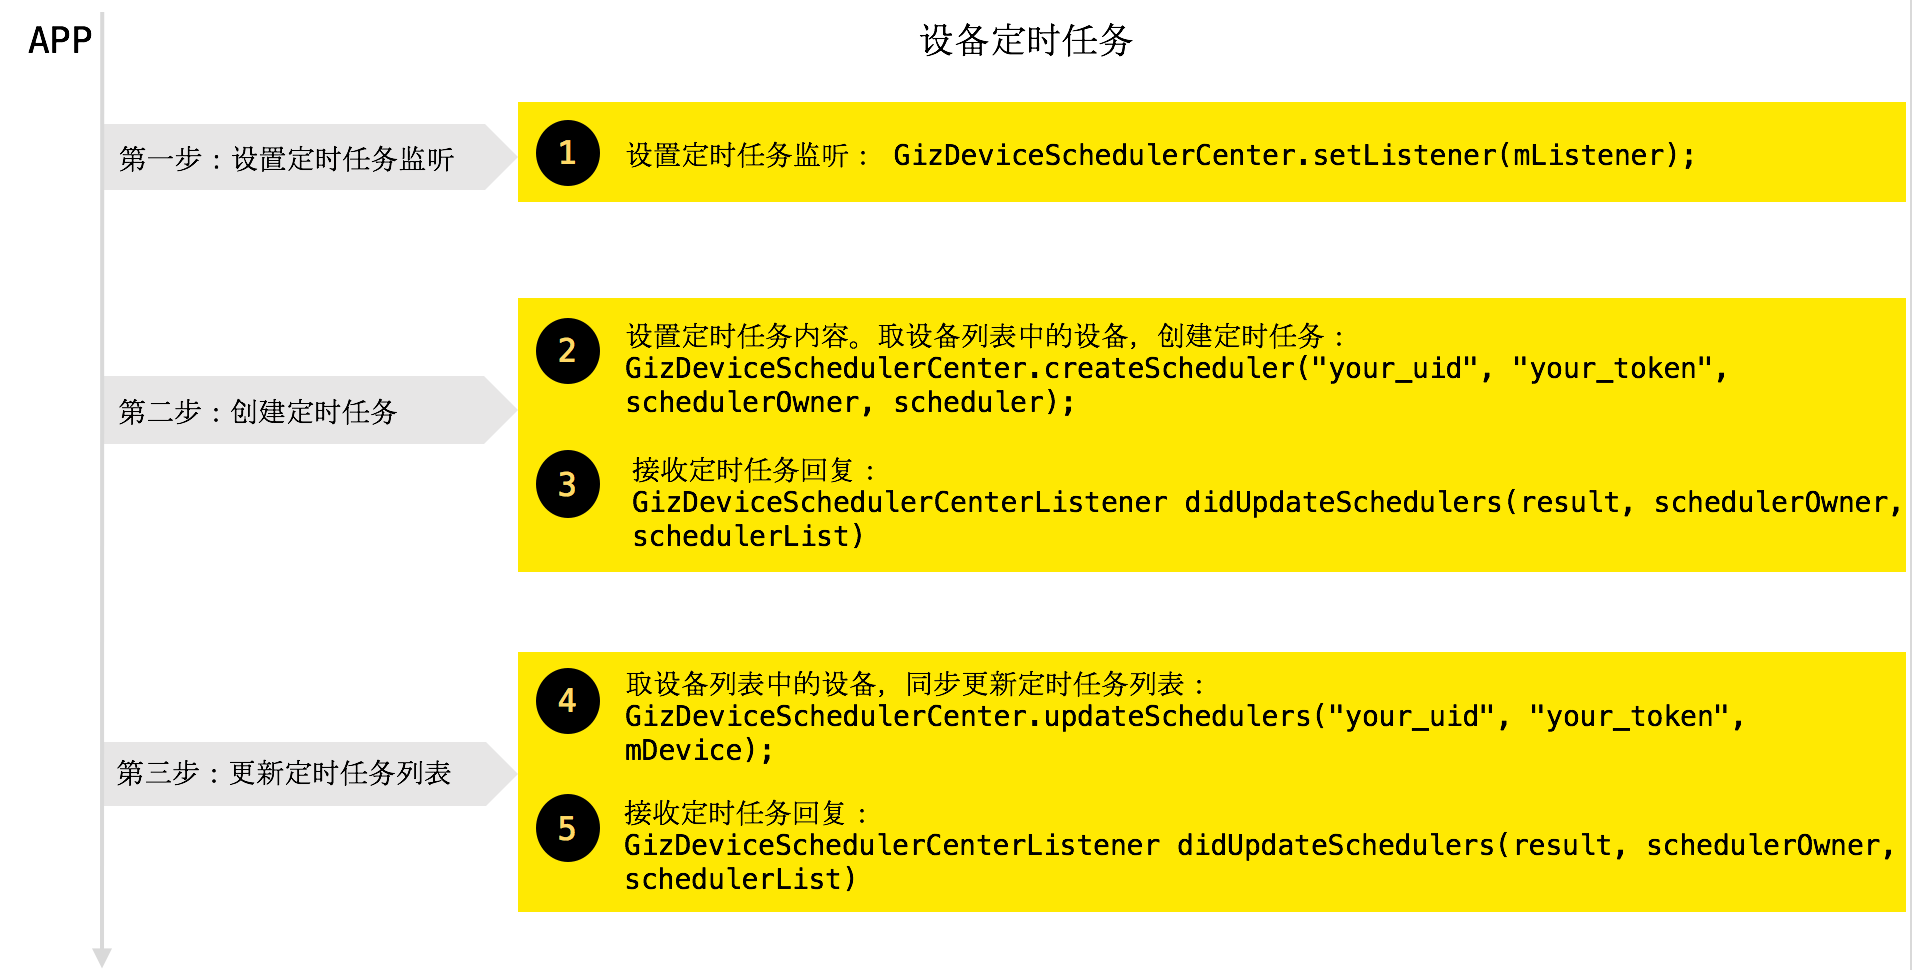 APP
设备定时任务
第一步：设置定时任务监听
1
设置定时任务监听： GizDeviceSchedulerCenter.setListener(mListener);
第二步：创建定时任务
2
设置定时任务内容。取设备列表中的设备，创建定时任务：
GizDeviceSchedulerCenter.createScheduler("your_uid", "your_token",
schedulerOwner, scheduler);
3
接收定时任务回复：
GizDeviceSchedulerCenterListener didUpdateSchedulers(result, schedulerOwner,
schedulerList)
第三步：更新定时任务列表
4
取设备列表中的设备，同步更新定时任务列表：
GizDeviceSchedulerCenter.updateSchedulers("your_uid", "your_token",
mDevice);
5
接收定时任务回复：
GizDeviceSchedulerCenterListener didUpdateSchedulers(result, schedulerOwner,
schedulerList)